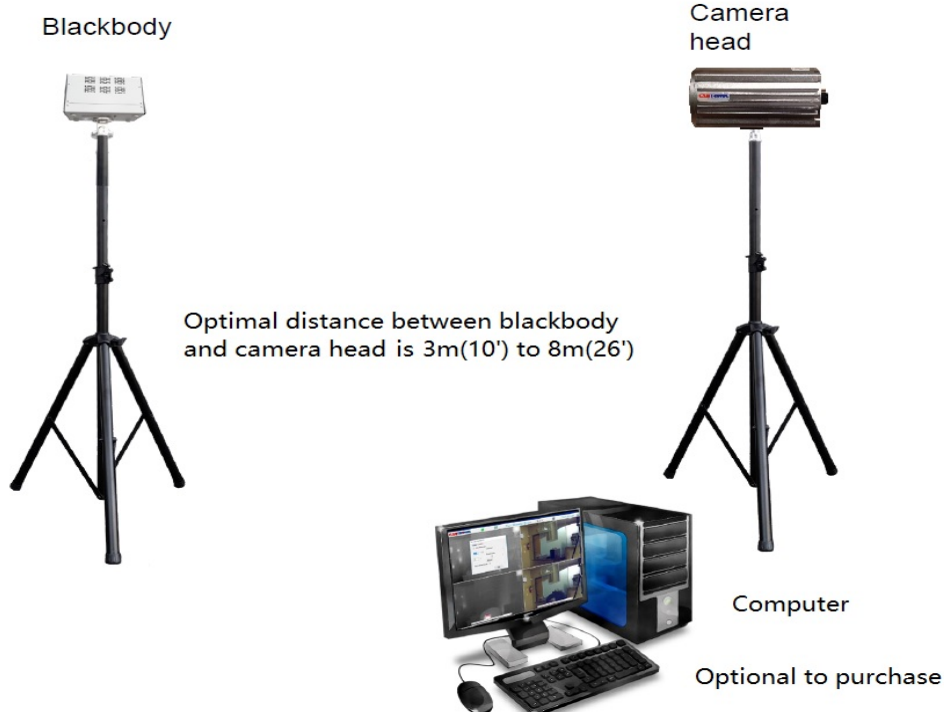 Blackbody
Camera
head
Optimal distance between blackbody
and camera head is 3m(10') to 8m(26')
Computer
Optional to purchase